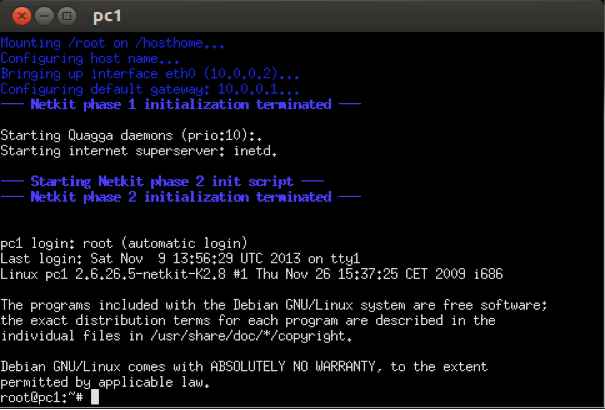 pc1
Mounting /root on /hosthome...
Configuring host name...
Bringing up interface eth0 (10.0.0.2)...
Configuring default gateway: 10.0.0.1...
--- Netkit phase 1 initialization terminated ---
Starting Quagga daemons (prio:10):.
Starting internet superserver: inetd.
--- Starting Netkit phase 2 init script ---
--- Netkit phase 2 initialization terminated ---
pc1 login: root (automatic login)
Last login: Sat Nov  9 13:56:29 UTC 2013 on tty1
Linux pc1 2.6.26.5-netkit-K2.8 #1 Thu Nov 26 15:37:25 CET 2009 i686
The programs included with the Debian GNU/Linux system are free software;
the exact distribution terms for each program are described in the
individual files in /usr/share/doc/*/copyright.
Debian GNU/Linux comes with ABSOLUTELY NO WARRANTY, to the extent
permitted by applicable law.
root@pc1:~#